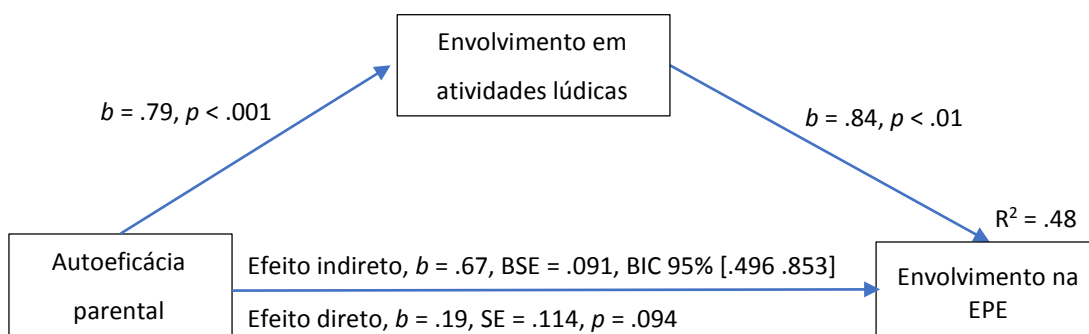 Envolvimento em
atividades lúdicas
b = .79, p < .001
b = .84, p < .01
R² = .48
Autoeficácia
parental
Efeito indireto, b = .67, BSE = .091, BIC 95% [.496 .853]
Efeito direto, b = .19, SE = .114, p = .094
Envolvimento na
EPE